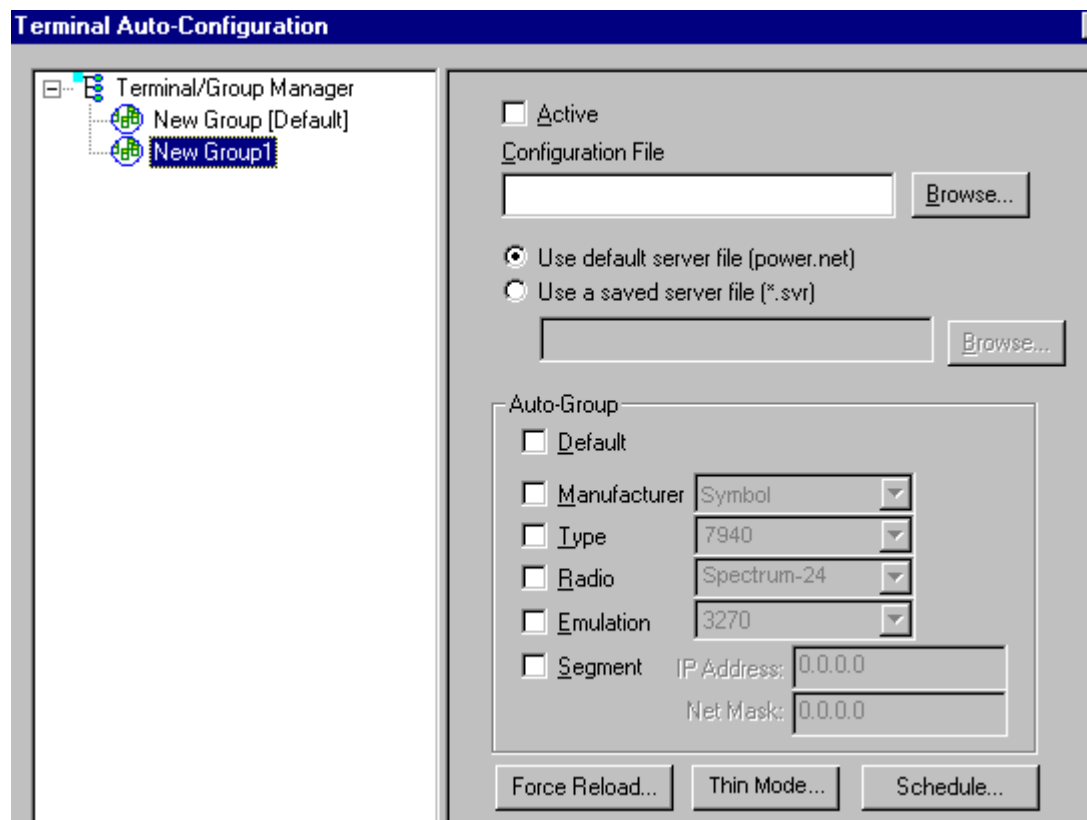 Terminal Auto-Configuration
Terminal/Group Manager
New Group [Default]
New Group1
Active
Configuration File
Browse...
Use default server file (power.net)
Use a saved server file (*.svr)
Browse...
Auto-Group
Default
Manufacturer Symbol
Type 7940
Radio Spectrum-24
Emulation 3270
Segment IP Address: 0.0.0.0
Net Mask: 0.0.0.0
Force Reload... Thin Mode... Schedule...